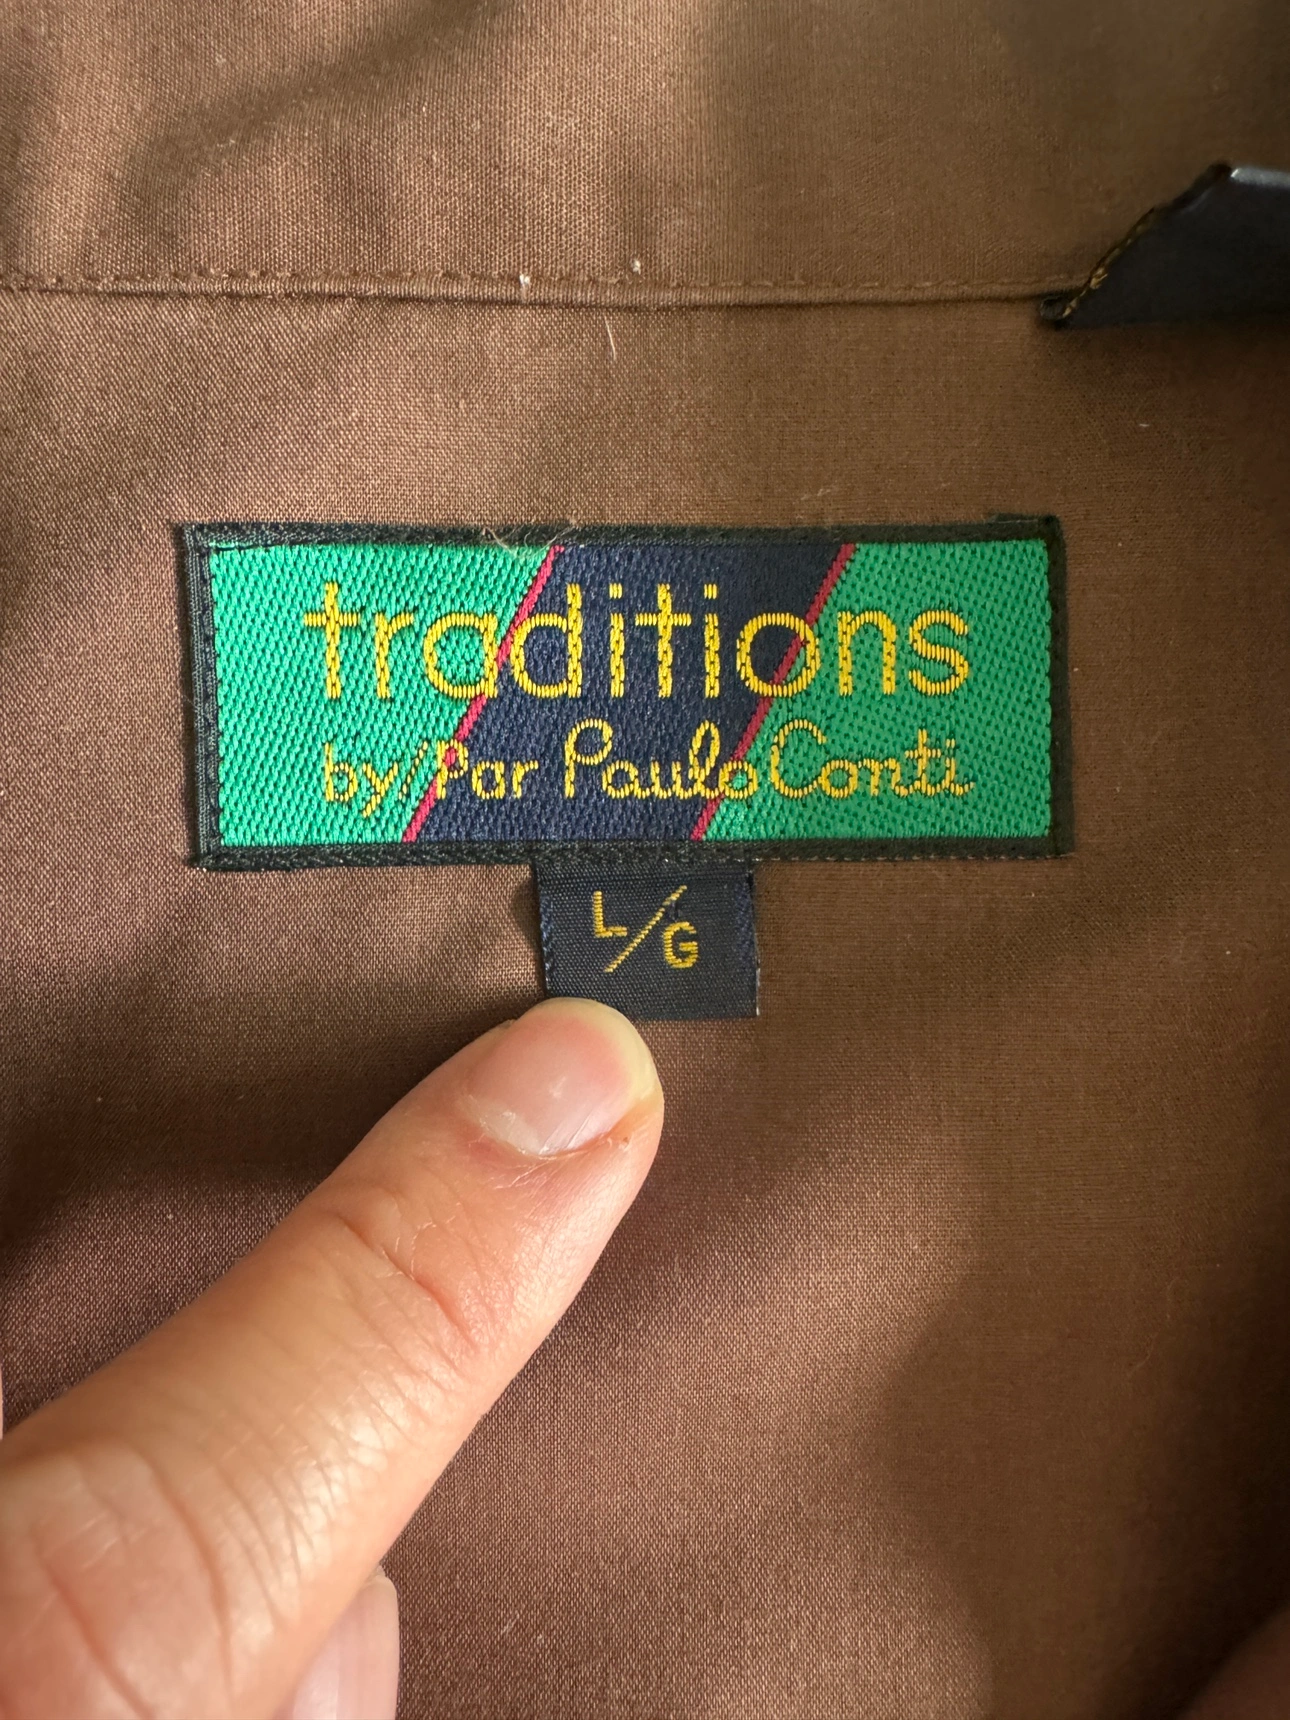 traditions
by/Par Paulo Conti
L/G